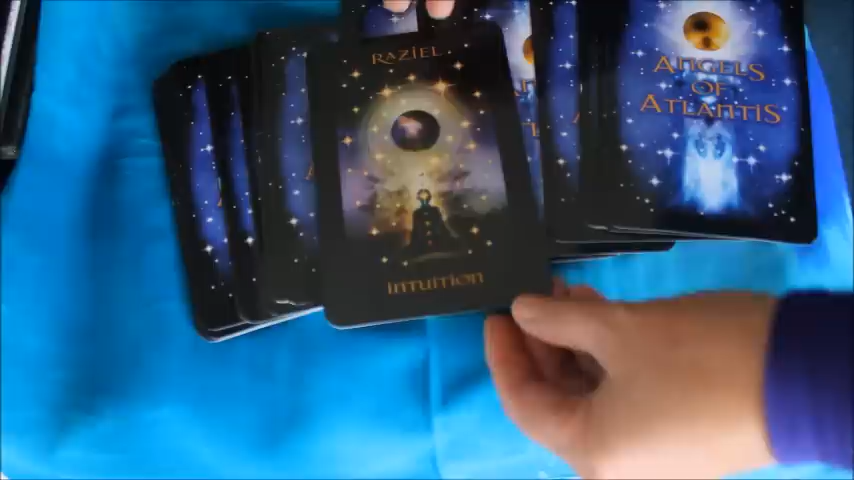 RAZIEL
INTUITION
ANGELS
OF
ATLANTIS